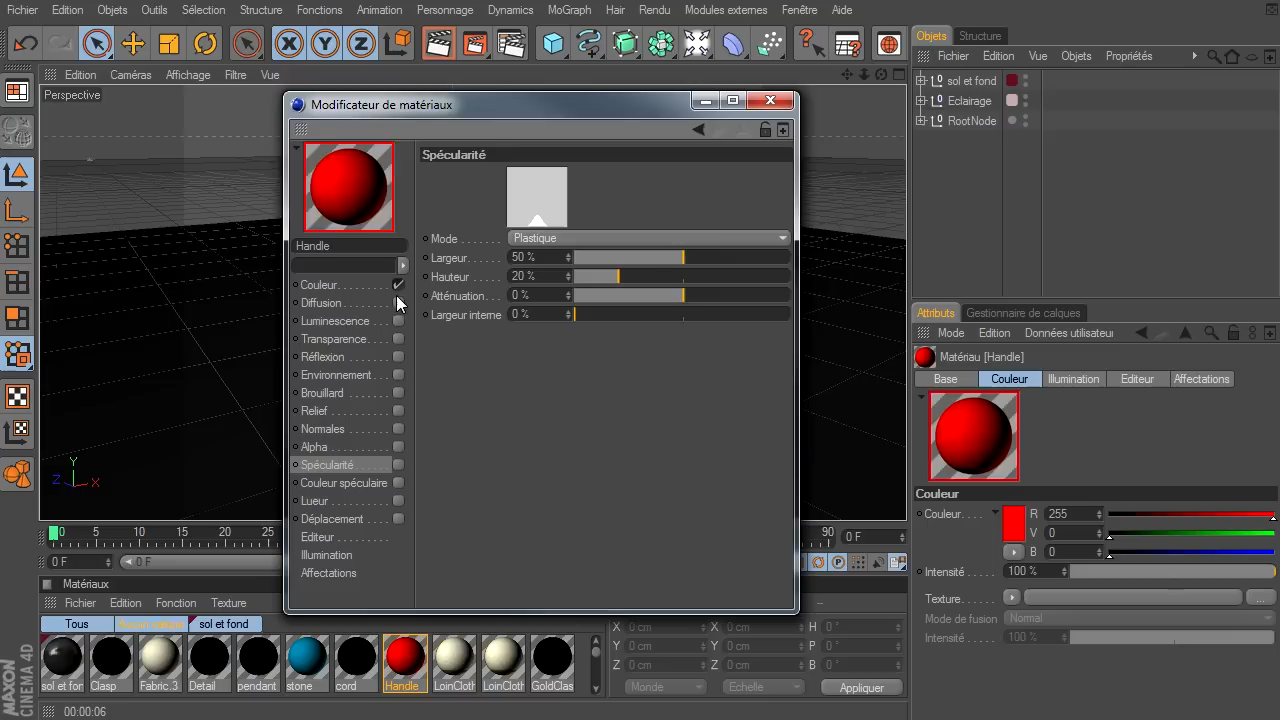 Fichier Edition Objets Outils Sélection Structure Fonctions Animation Personnage Dynamics MoGraph Hair Rendu Modules externes Fenêtre Aide
X Y Z
Edition Caméras Affichage Filtre Vue
Perspective
Modificateur de matériaux
Handle
Couleur
Diffusion
Luminescence
Transparence
Réflexion
Environnement
Brouillard
Relief
Normales
Alpha
Spécularité
Couleur spéculaire
Lueur
Déplacement
Editeur
Illumination
Affectations
Spécularité
Mode Plastique
Largeur 50 %
Hauteur 20 %
Atténuation 0 %
Largeur interne 0 %
Y
Z X
0 5 10 15 20 25 90 0 F
0 F 0 F
Objets Structure
Fichier Edition Vue Objets Propriétés
sol et fond
Eclairage
RootNode
Attributs Gestionnaire de calques
Mode Edition Données utilisateur
Matériau [Handle]
Base Couleur Illumination Editeur Affectations
Couleur
Couleur R 255
V 0
B 0
Intensité 100 %
Texture ...
Mode de fusion Normal
Intensité 100 %
Matériaux
Fichier Edition Fonction Texture
Tous Aucun calque sol et fond
sol et fon Clasp Fabric.3 Detail pendant stone cord Handle LoinCloth LoinCloth GoldClas
X 0 cm X 0 cm H 0 °
Y 0 cm Y 0 cm P 0 °
Z 0 cm Z 0 cm B 0 °
Monde Echelle Appliquer
MAXON
CINEMA 4D
00:00:06